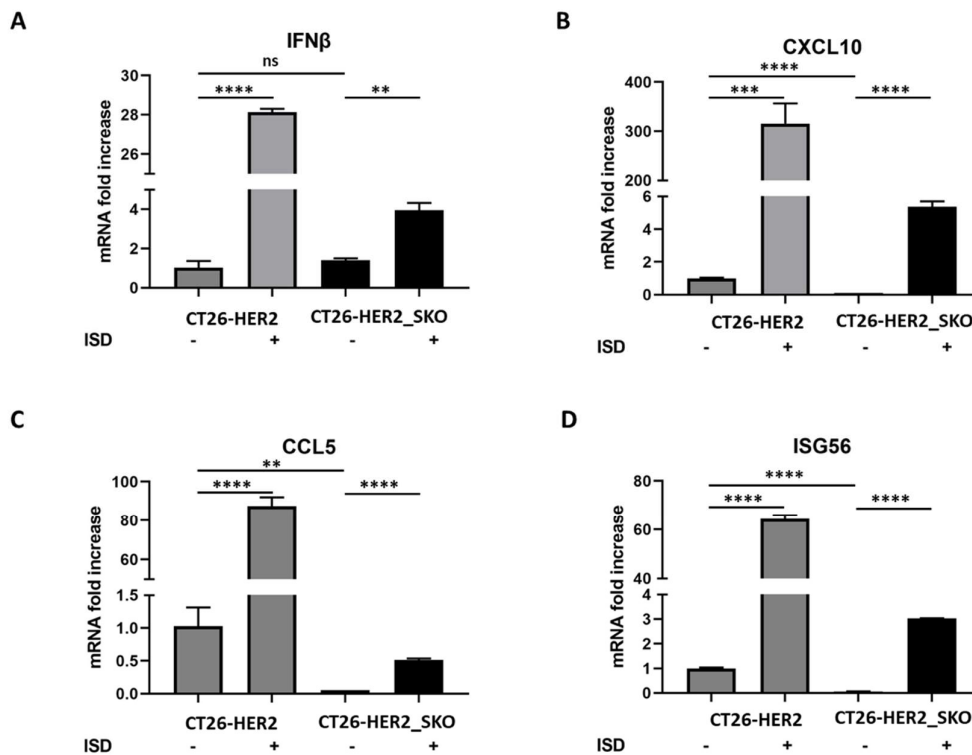 A
IFNβ
ns
**** **
mRNA fold increase
30
28
26
4
2
0
CT26-HER2 CT26-HER2_SKO
ISD - + - +
B
CXCL10
****
*** ****
mRNA fold increase
400
300
200
6
4
2
0
CT26-HER2 CT26-HER2_SKO
ISD - + - +
C
CCL5
**
**** ****
mRNA fold increase
100
80
60
1.5
1.0
0.5
0.0
CT26-HER2 CT26-HER2_SKO
ISD - + - +
D
ISG56
****
**** ****
mRNA fold increase
80
60
40
4
3
2
1
0
CT26-HER2 CT26-HER2_SKO
ISD - + - +